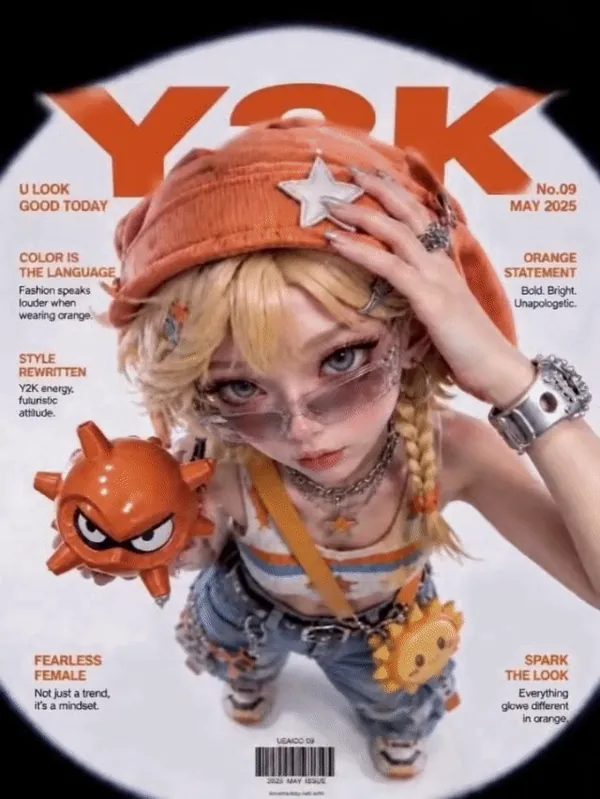 Y2K
U LOOK
GOOD TODAY
No.09
MAY 2025
COLOR IS
THE LANGUAGE
Fashion speaks
louder when
wearing orange.
ORANGE
STATEMENT
Bold. Bright.
Unapologetic.
STYLE
REWRITTEN
Y2K energy,
futuristic
attitude.
FEARLESS
FEMALE
Not just a trend,
it's a mindset.
SPARK
THE LOOK
Everything
glows different
in orange.
2025 MAY ISSUE